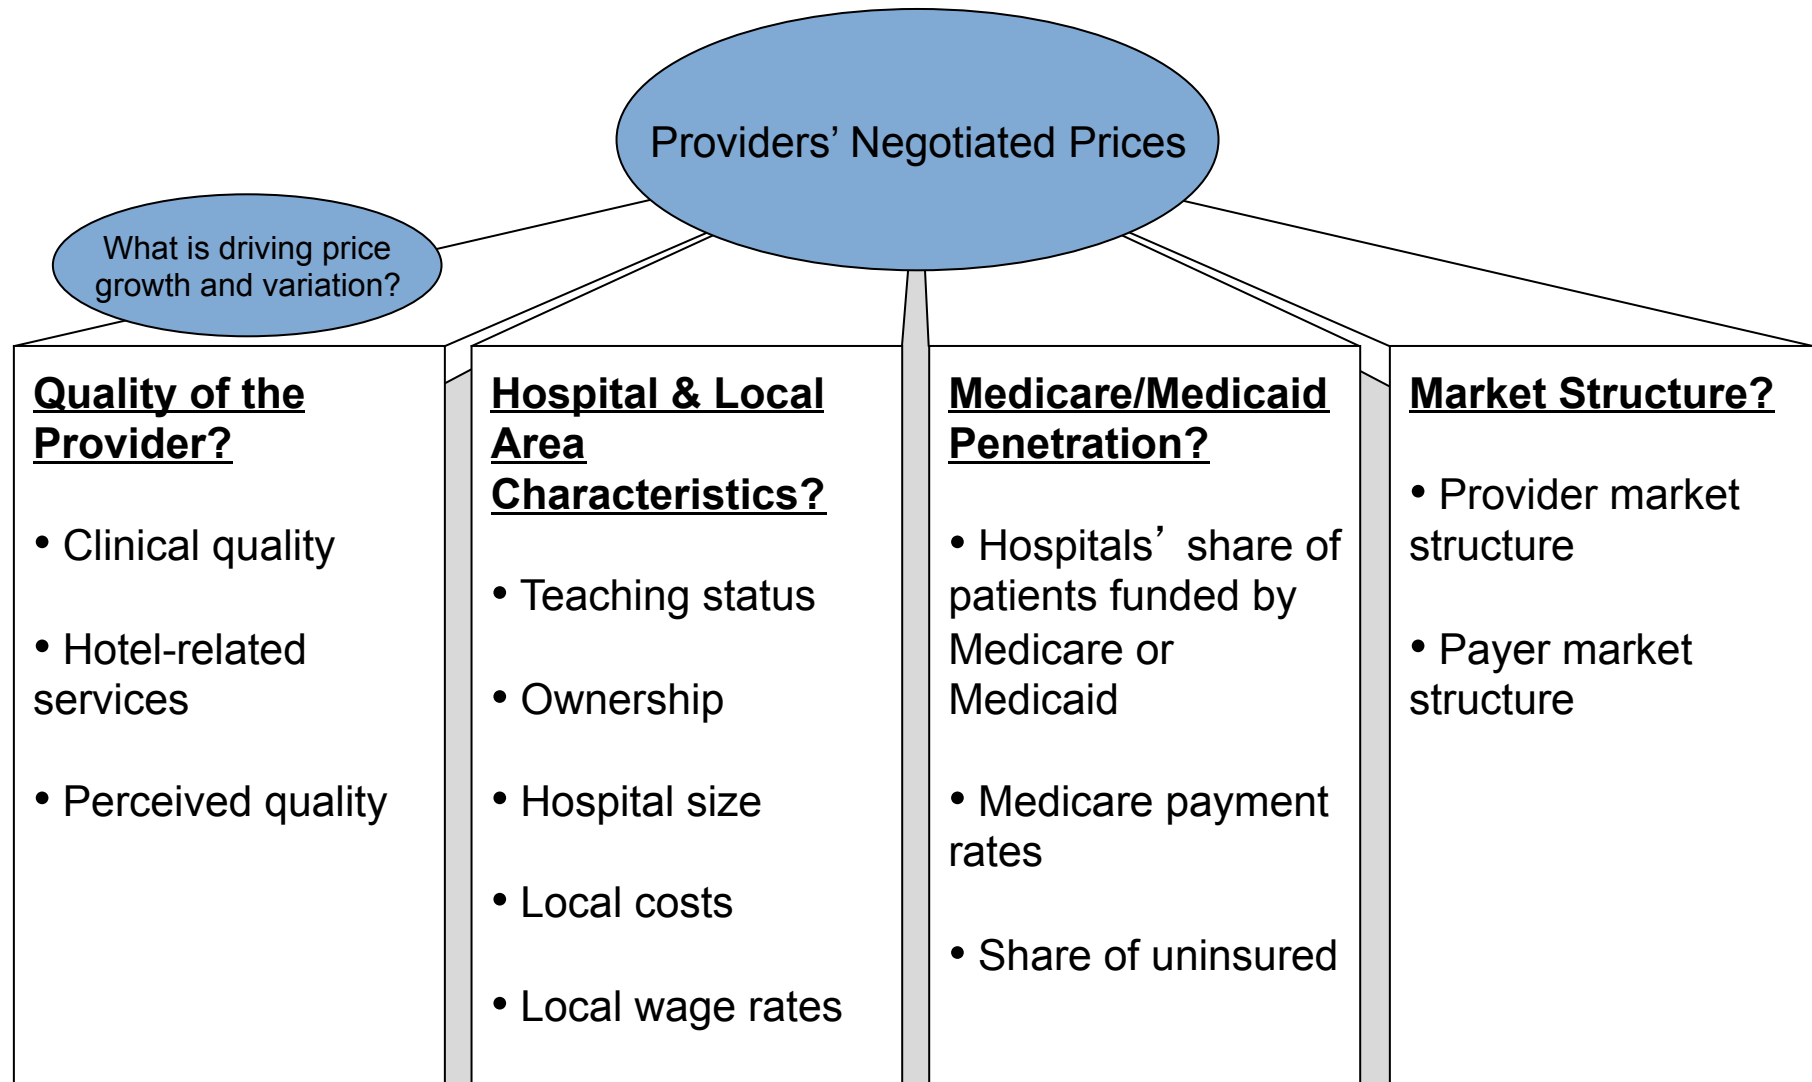 Providers’ Negotiated Prices
What is driving price
growth and variation?
Quality of the
Provider?
• Clinical quality
• Hotel-related
services
• Perceived quality
Hospital & Local
Area
Characteristics?
• Teaching status
• Ownership
• Hospital size
• Local costs
• Local wage rates
Medicare/Medicaid
Penetration?
• Hospitals’ share of
patients funded by
Medicare or
Medicaid
• Medicare payment
rates
• Share of uninsured
Market Structure?
• Provider market
structure
• Payer market
structure